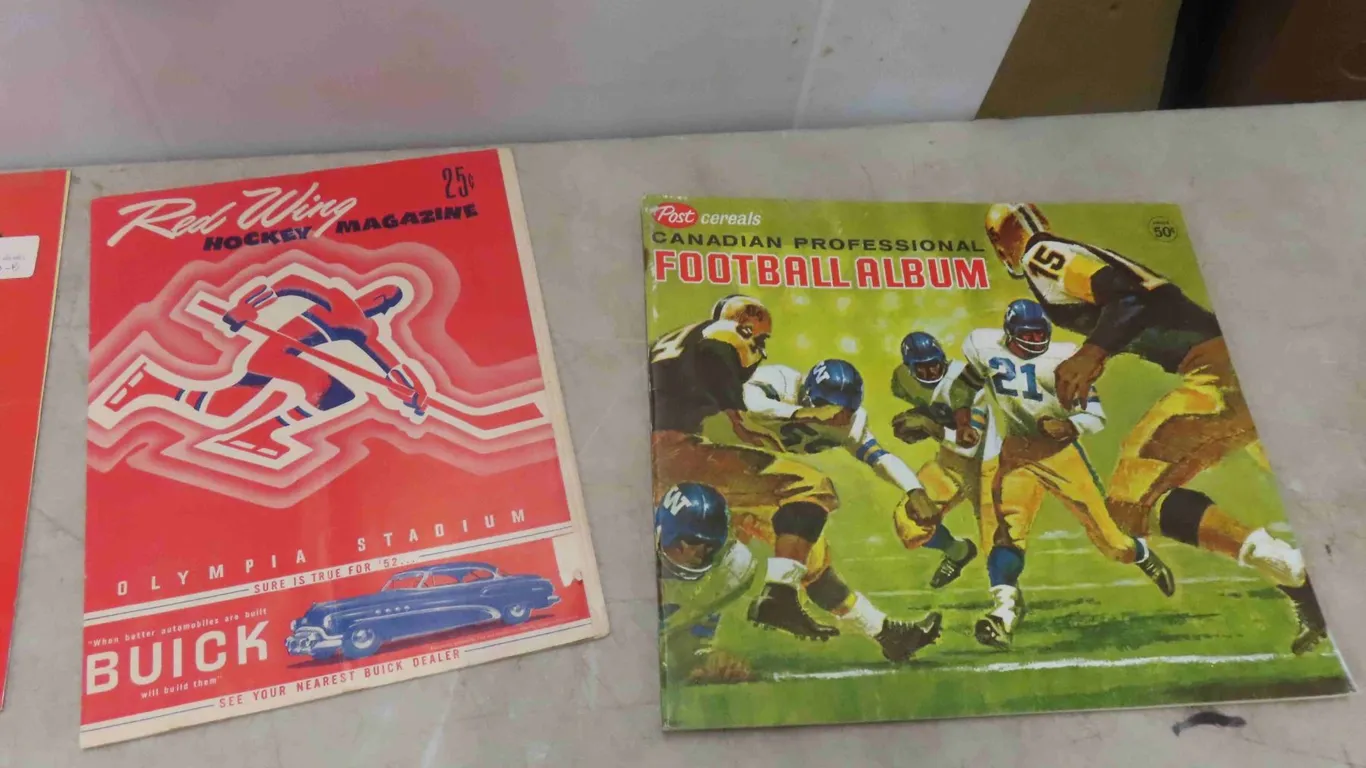 Red Wing
HOCKEY MAGAZINE
25¢
OLYMPIA STADIUM
SURE IS TRUE FOR '52...
"When better automobiles are built
BUICK
will build them"
SEE YOUR NEAREST BUICK DEALER
Post cereals
CANADIAN PROFESSIONAL
FOOTBALL ALBUM
50¢
15
W
21
W